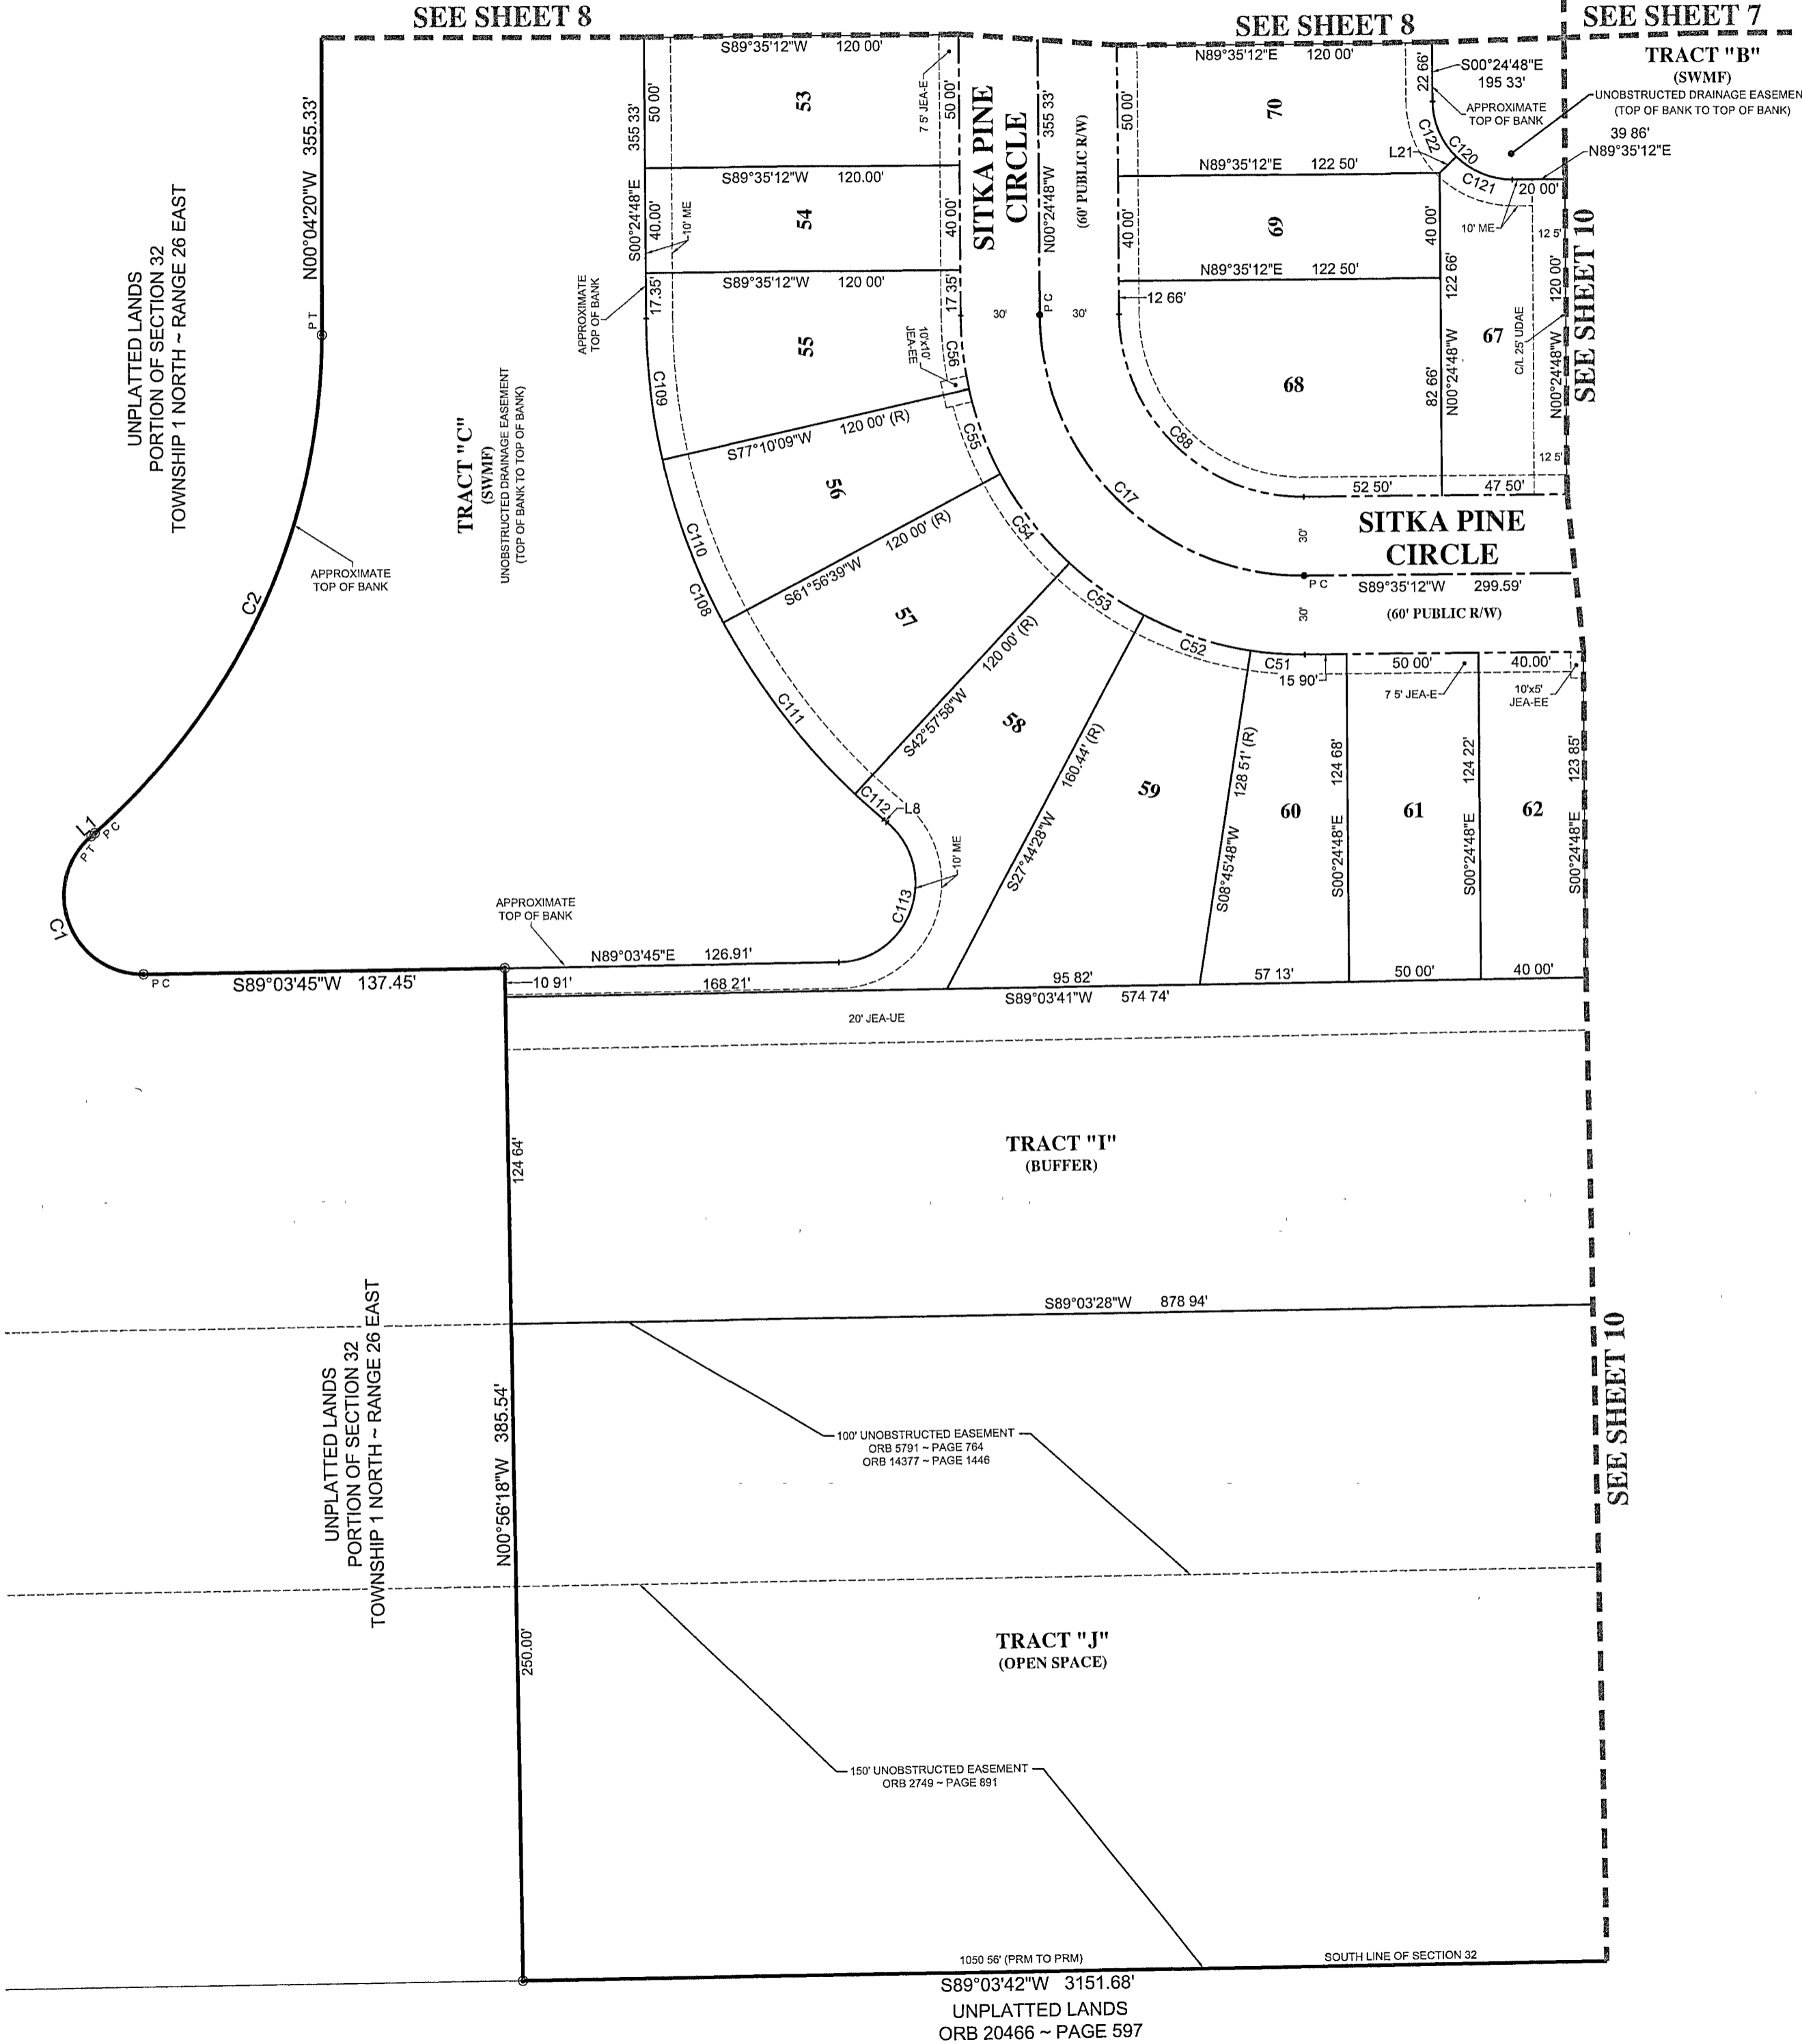 SEE SHEET 8
SEE SHEET 8
SEE SHEET 7
N00°04'20"W 355.33'
UNPLATTED LANDS
PORTION OF SECTION 32
TOWNSHIP 1 NORTH ~ RANGE 26 EAST
P T
C2
APPROXIMATE
TOP OF BANK
L1
P C
P T
C1
P C
S89°03'45"W 137.45'
TRACT "C"
(SWMF)
UNOBSTRUCTED DRAINAGE EASEMENT
(TOP OF BANK TO TOP OF BANK)
APPROXIMATE
TOP OF BANK
S00°24'48"E 355 33'
S89°35'12"W 120 00'
50 00'
53
7 5' JEA-E
50 00'
S89°35'12"W 120.00'
40.00'
10' ME
54
40 00'
S89°35'12"W 120 00'
17.35'
55
17 35'
10'x10'
JEA-EE
C56
C109
S77°10'09"W 120 00' (R)
C55
56
C110
C108
S61°56'39"W 120 00' (R)
C54
57
C111
S42°57'58"W 120 00' (R)
C53
58
C112
L8
10' ME
C113
S27°44'28"W 160.44' (R)
C52
59
S08°45'48"W 128 51' (R)
C51
15 90'
60
S00°24'48"E 124 68'
50 00'
7 5' JEA-E
61
S00°24'48"E 124 22'
40.00'
10'x5'
JEA-EE
62
S00°24'48"E 123 85'
SITKA PINE
CIRCLE
N00°24'48"W 355 33'
(60' PUBLIC R/W)
30'
P C
30'
C17
N89°35'12"E 120 00'
50 00'
70
22 66'
S00°24'48"E
195 33'
APPROXIMATE
TOP OF BANK
TRACT "B"
(SWMF)
UNOBSTRUCTED DRAINAGE EASEMEN
(TOP OF BANK TO TOP OF BANK)
39 86'
N89°35'12"E
C122
C120
L21
C121
20 00'
10' ME
N89°35'12"E 122 50'
40 00'
69
40 00'
N89°35'12"E 122 50'
12 66'
122 66'
N00°24'48"W
82 66'
68
C88
67
12 5'
C/L 25' UDAE
12 5'
N00°24'48"W 120 00'
SEE SHEET 10
52 50'
47 50'
SITKA PINE
CIRCLE
30'
P C
S89°35'12"W 299.59'
(60' PUBLIC R/W)
30'
APPROXIMATE
TOP OF BANK
N89°03'45"E 126.91'
10 91'
168 21'
95 82'
57 13'
50 00'
40 00'
S89°03'41"W 574 74'
20' JEA-UE
124 64'
TRACT "I"
(BUFFER)
S89°03'28"W 878 94'
UNPLATTED LANDS
PORTION OF SECTION 32
TOWNSHIP 1 NORTH ~ RANGE 26 EAST
N00°56'18"W 385.54'
100' UNOBSTRUCTED EASEMENT
ORB 5791 ~ PAGE 764
ORB 14377 ~ PAGE 1446
SEE SHEET 10
250.00'
TRACT "J"
(OPEN SPACE)
150' UNOBSTRUCTED EASEMENT
ORB 2749 ~ PAGE 891
1050 56' (PRM TO PRM)
SOUTH LINE OF SECTION 32
S89°03'42"W 3151.68'
UNPLATTED LANDS
ORB 20466 ~ PAGE 597